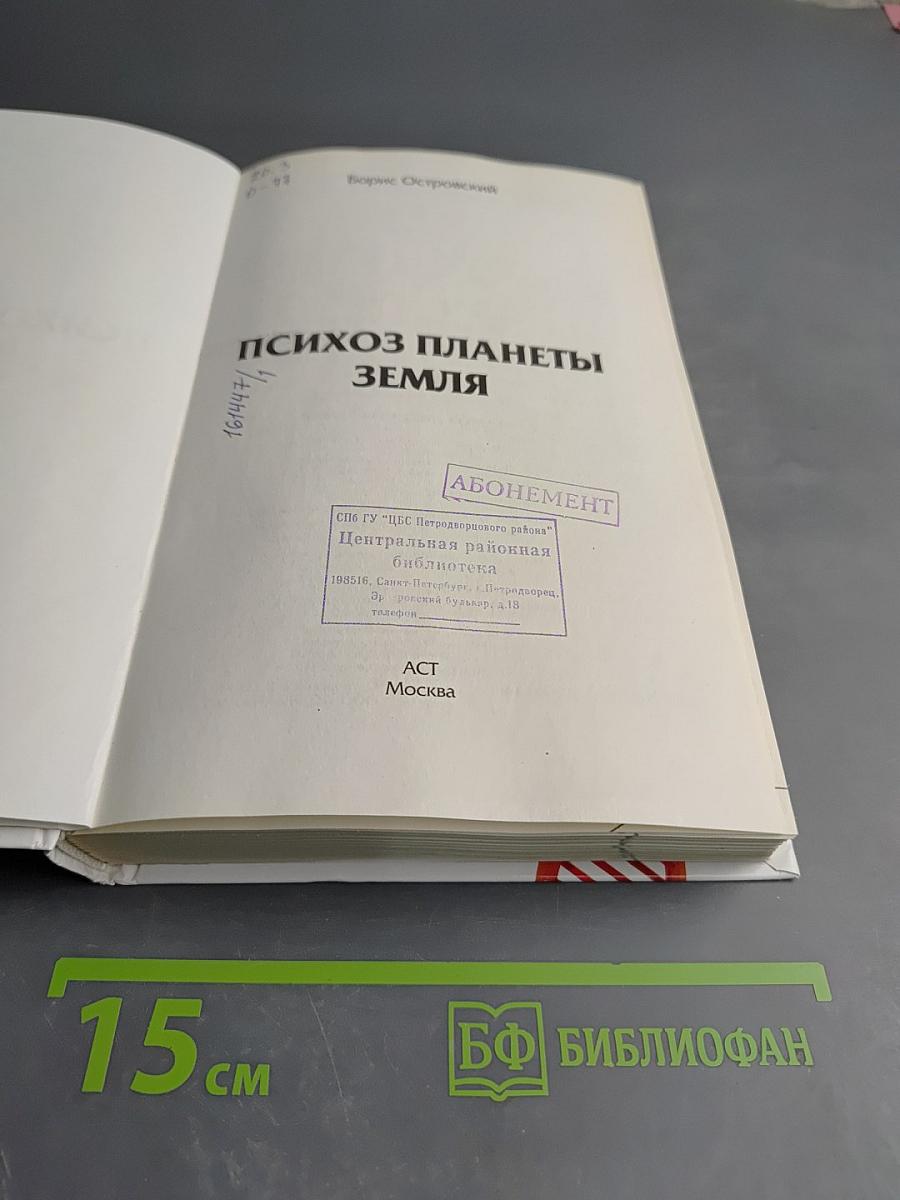 Борис Островский
ПСИХОЗ ПЛАНЕТЫ
ЗЕМЛЯ
161447/1
АБОНЕМЕНТ
СПб ГУ "ЦБС Петродворцового района"
Центральная районная
библиотека
198516, Санкт-Петербург, г.Петродворец,
бульвар, д.18
телефон
АСТ
Москва
15 см
БФ БИБЛИОФАН